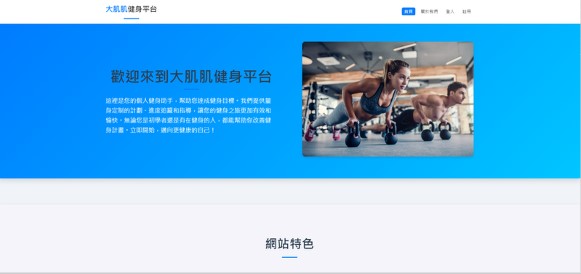 大肌肌健身平台
首頁 關於我們 登入 註冊
歡迎來到大肌肌健身平台
這裡是您的個人健身助手，幫助您達成健身目標。我們提供量
身定制的計劃、進度追蹤和指導，讓您的健身之旅更加有效和
愉快。無論您是初學者還是有在健身的人，都能幫助你改善健
身計畫。立即開始，邁向更健康的自己！
網站特色